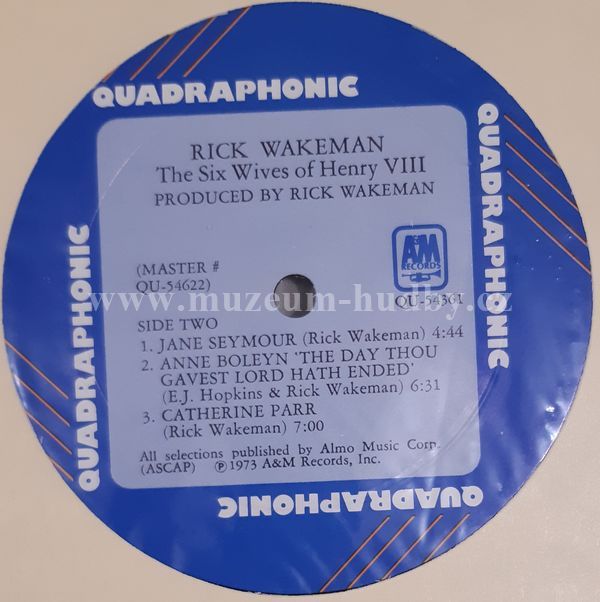 QUADRAPHONIC
RICK WAKEMAN
The Six Wives of Henry VIII
PRODUCED BY RICK WAKEMAN
(MASTER #
QU-54622)
A&M
RECORDS
QU-54361
www.muzeum-hudby.cz
SIDE TWO
1. JANE SEYMOUR (Rick Wakeman) 4:44
2. ANNE BOLEYN 'THE DAY THOU
GAVEST LORD HATH ENDED'
(E.J. Hopkins & Rick Wakeman) 6:31
3. CATHERINE PARR
(Rick Wakeman) 7:00
All selections published by Almo Music Corp.
(ASCAP) ℗1973 A&M Records, Inc.
QUADRAPHONIC
QUADRAPHONIC
QUADRAPHONIC